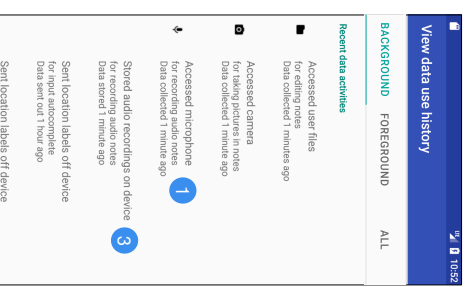 10:52
View data use history
BACKGROUND
FOREGROUND
ALL
Recent data activities
Accessed user files
for editing notes
Data collected 1 minutes ago
Accessed camera
for taking pictures in notes
Data collected 1 minute ago
Accessed microphone
for recording audio notes
Data collected 1 minute ago
1
Stored audio recordings on device
for recording audio notes
Data stored 1 minute ago
3
Sent location labels off device
for input autocomplete
Data sent out 1 hour ago
Sent location labels off device